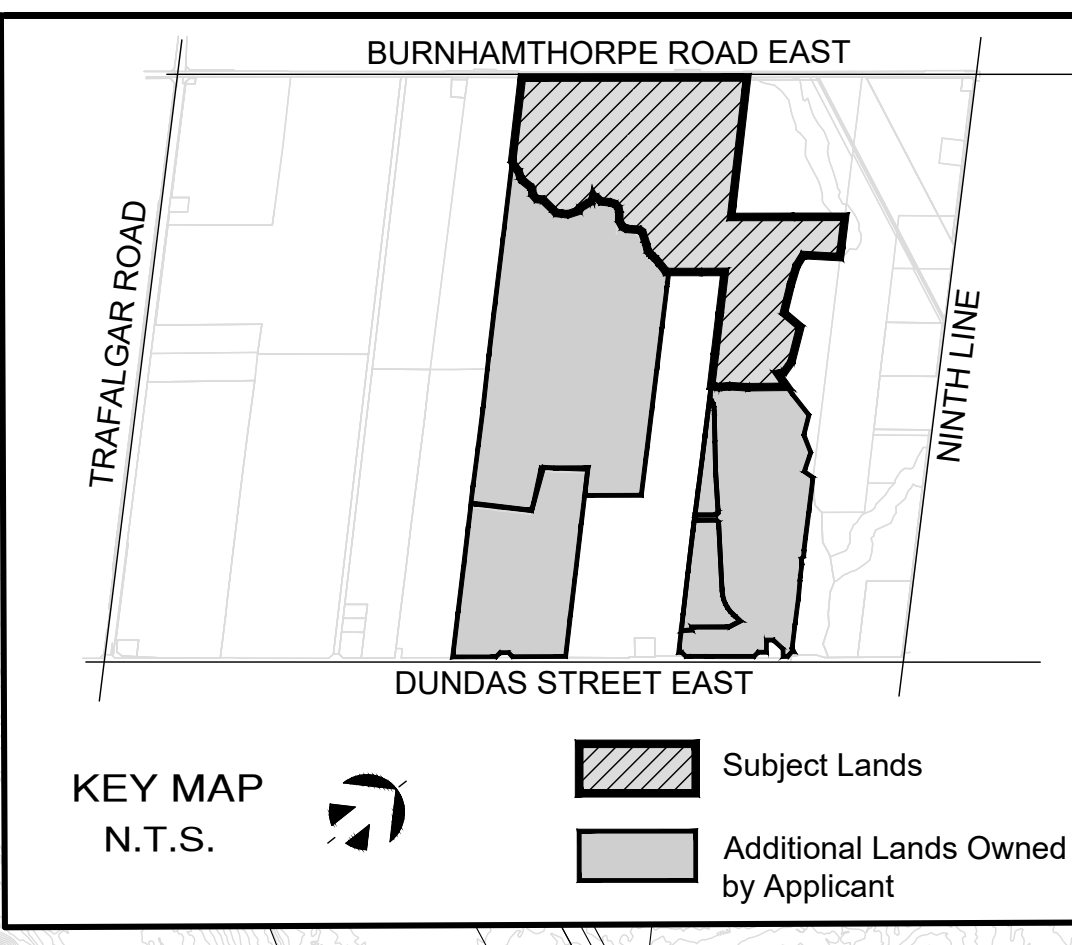 BURNHAMTHORPE ROAD EAST
TRAFALGAR ROAD
NINTH LINE
DUNDAS STREET EAST
KEY MAP
N.T.S.
Subject Lands
Additional Lands Owned
by Applicant